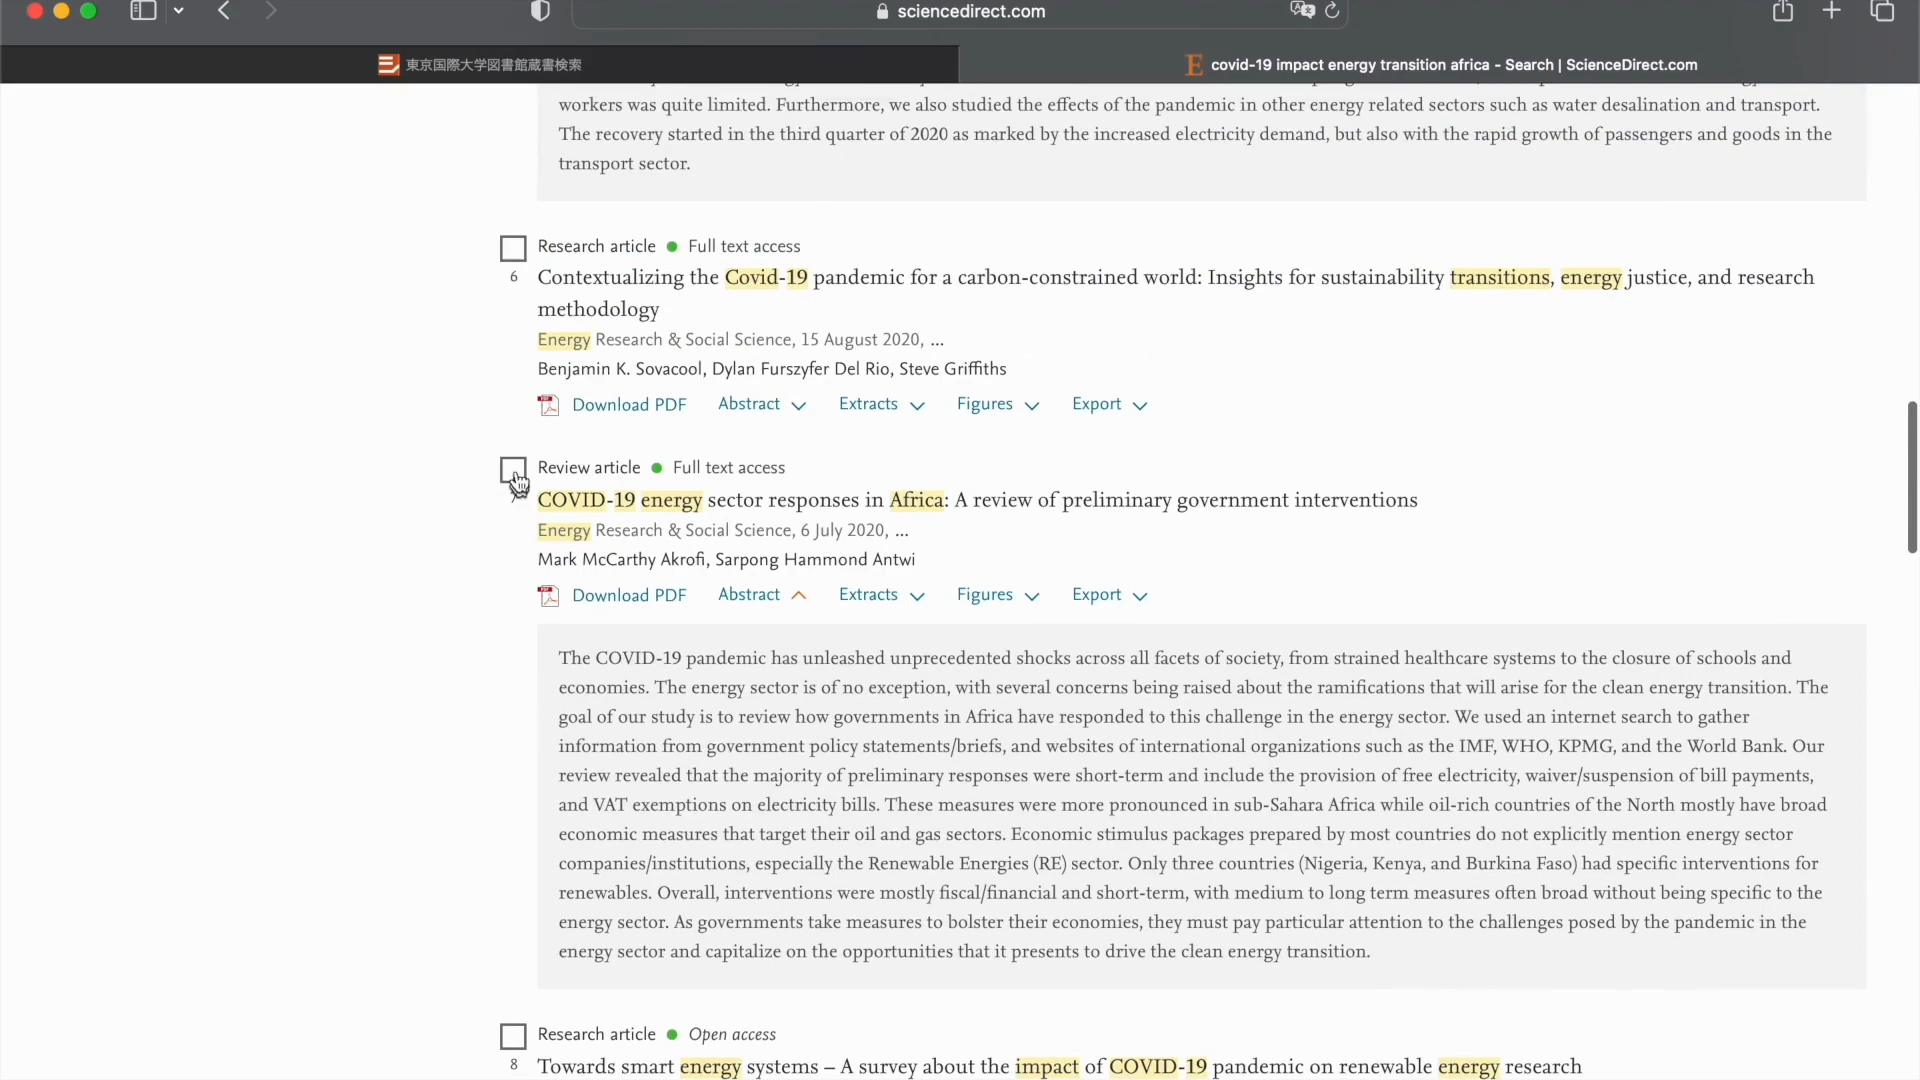 sciencedirect.com
東京国際大学図書館蔵書検索
covid-19 impact energy transition africa - Search | ScienceDirect.com
workers was quite limited. Furthermore, we also studied the effects of the pandemic in other energy related sectors such as water desalination and transport.
The recovery started in the third quarter of 2020 as marked by the increased electricity demand, but also with the rapid growth of passengers and goods in the
transport sector.
Research article Full text access
6 Contextualizing the Covid-19 pandemic for a carbon-constrained world: Insights for sustainability transitions, energy justice, and research
methodology
Energy Research & Social Science, 15 August 2020, ...
Benjamin K. Sovacool, Dylan Furszyfer Del Rio, Steve Griffiths
Download PDF Abstract Extracts Figures Export
Review article Full text access
COVID-19 energy sector responses in Africa: A review of preliminary government interventions
Energy Research & Social Science, 6 July 2020, ...
Mark McCarthy Akrofi, Sarpong Hammond Antwi
Download PDF Abstract Extracts Figures Export
The COVID-19 pandemic has unleashed unprecedented shocks across all facets of society, from strained healthcare systems to the closure of schools and
economies. The energy sector is of no exception, with several concerns being raised about the ramifications that will arise for the clean energy transition. The
goal of our study is to review how governments in Africa have responded to this challenge in the energy sector. We used an internet search to gather
information from government policy statements/briefs, and websites of international organizations such as the IMF, WHO, KPMG, and the World Bank. Our
review revealed that the majority of preliminary responses were short-term and include the provision of free electricity, waiver/suspension of bill payments,
and VAT exemptions on electricity bills. These measures were more pronounced in sub-Sahara Africa while oil-rich countries of the North mostly have broad
economic measures that target their oil and gas sectors. Economic stimulus packages prepared by most countries do not explicitly mention energy sector
companies/institutions, especially the Renewable Energies (RE) sector. Only three countries (Nigeria, Kenya, and Burkina Faso) had specific interventions for
renewables. Overall, interventions were mostly fiscal/financial and short-term, with medium to long term measures often broad without being specific to the
energy sector. As governments take measures to bolster their economies, they must pay particular attention to the challenges posed by the pandemic in the
energy sector and capitalize on the opportunities that it presents to drive the clean energy transition.
Research article Open access
8 Towards smart energy systems – A survey about the impact of COVID-19 pandemic on renewable energy research